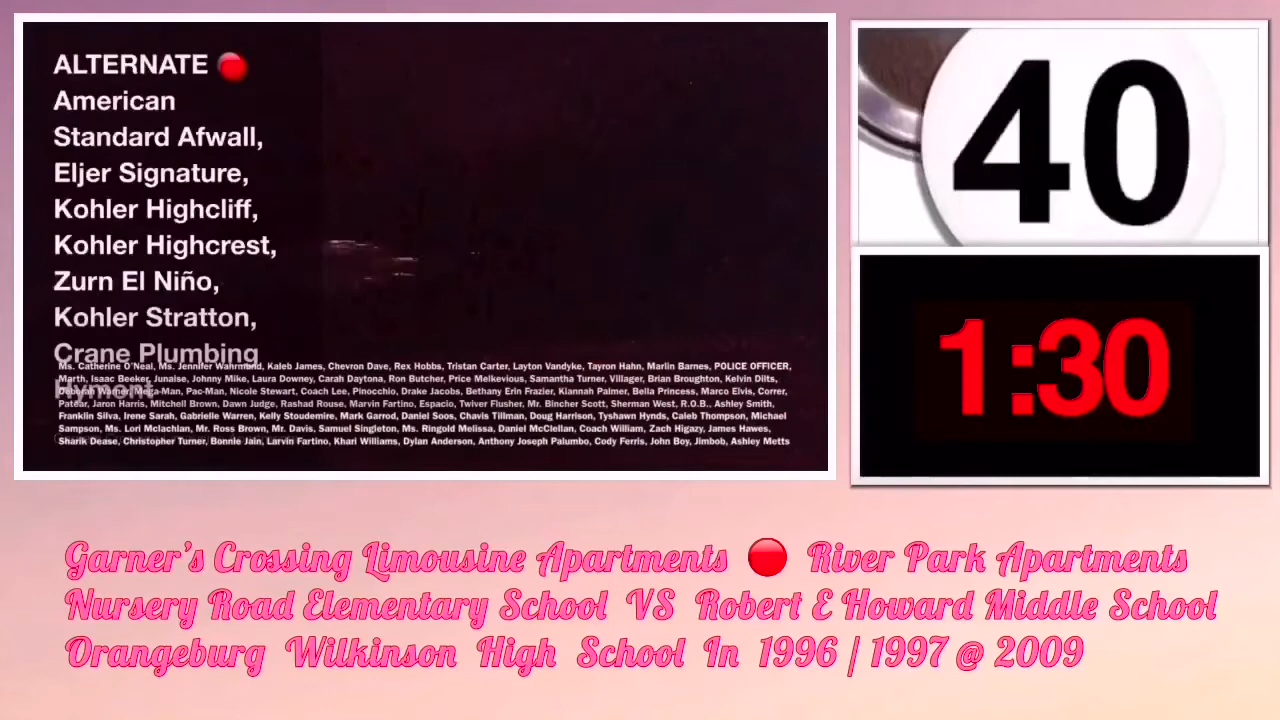 ALTERNATE 🔴
American
Standard Afwall,
Eljer Signature,
Kohler Highcliff,
Kohler Highcrest,
Zurn El Niño,
Kohler Stratton,
Crane Plumbing
Hymont
Ms. Catherine O'Neal, Ms. Jennifer Wahrmbnd, Kaleb James, Chevron Dave, Rex Hobbs, Tristan Carter, Layton Vandyke, Tayron Hahn, Marlin Barnes, POLICE OFFICER,
Marth, Isaac Beeker, Junaise, Johnny Mike, Laura Downey, Carah Daytona, Ron Butcher, Price Melkevious, Samantha Turner, Villager, Brian Broughton, Kelvin Dilts,
Mega-Man, Pac-Man, Nicole Stewart, Coach Lee, Pinocchio, Drake Jacobs, Bethany Erin Frazier, Kiannah Palmer, Bella Princess, Marco Elvis, Correr,
Patear, Jaron Harris, Mitchell Brown, Dawn Judge, Rashad Rouse, Marvin Fartino, Espacio, Twiver Flusher, Mr. Bincher Scott, Sherman West, R.O.B., Ashley Smith,
Franklin Silva, Irene Sarah, Gabrielle Warren, Kelly Stoudemire, Mark Garrod, Daniel Soos, Chavis Tillman, Doug Harrison, Tyshawn Hynds, Caleb Thompson, Michael
Sampson, Ms. Lori Mclachlan, Mr. Ross Brown, Mr. Davis, Samuel Singleton, Ms. Ringold Melissa, Daniel McClellan, Coach William, Zach Higazy, James Hawes,
Sharik Dease, Christopher Turner, Bonnie Jain, Larvin Fartino, Khari Williams, Dylan Anderson, Anthony Joseph Palumbo, Cody Ferris, John Boy, Jimbob, Ashley Metts
40
1:30
Garner's Crossing Limousine Apartments 🔴 River Park Apartments
Nursery Road Elementary School VS Robert E Howard Middle School
Orangeburg Wilkinson High School In 1996 / 1997 @ 2009